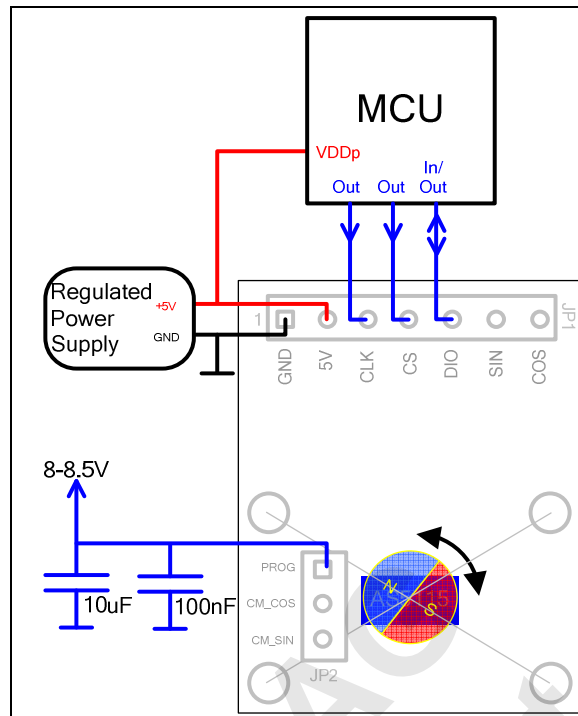 MCU
VDDp
Out
Out
In/
Out
Regulated
Power
Supply
+5V
GND
1
JP1
GND
5V
CLK
CS
DIO
SIN
COS
8-8.5V
10uF
100nF
PROG
CM_COS
CM_SIN
JP2
N
S